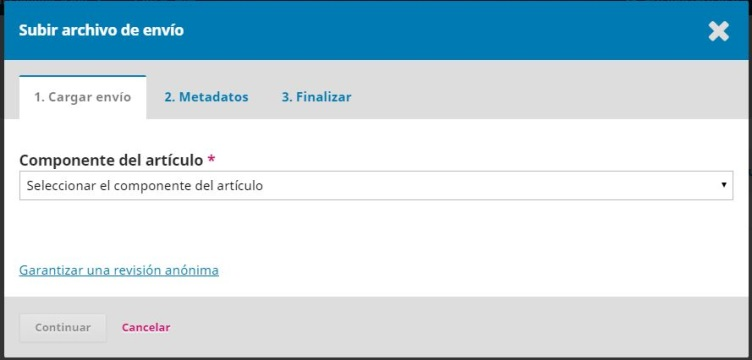 Subir archivo de envío
1. Cargar envío
2. Metadatos
3. Finalizar
Componente del artículo *
Seleccionar el componente del artículo
Garantizar una revisión anónima
Continuar
Cancelar